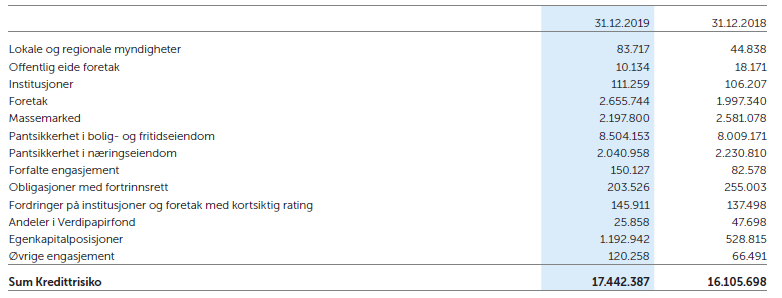 31.12.2019 31.12.2018
Lokale og regionale myndigheter 83.717 44.838
Offentlig eide foretak 10.134 18.171
Institusjoner 111.259 106.207
Foretak 2.655.744 1.997.340
Massemarked 2.197.800 2.581.078
Pantsikkerhet i bolig- og fritidseiendom 8.504.153 8.009.171
Pantsikkerhet i næringseiendom 2.040.958 2.230.810
Forfalte engasjement 150.127 82.578
Obligasjoner med fortrinnsrett 203.526 255.003
Fordringer på institusjoner og foretak med kortsiktig rating 145.911 137.498
Andeler i Verdipapirfond 25.858 47.698
Egenkapitalposisjoner 1.192.942 528.815
Øvrige engasjement 120.258 66.491
Sum Kredittrisiko 17.442.387 16.105.698